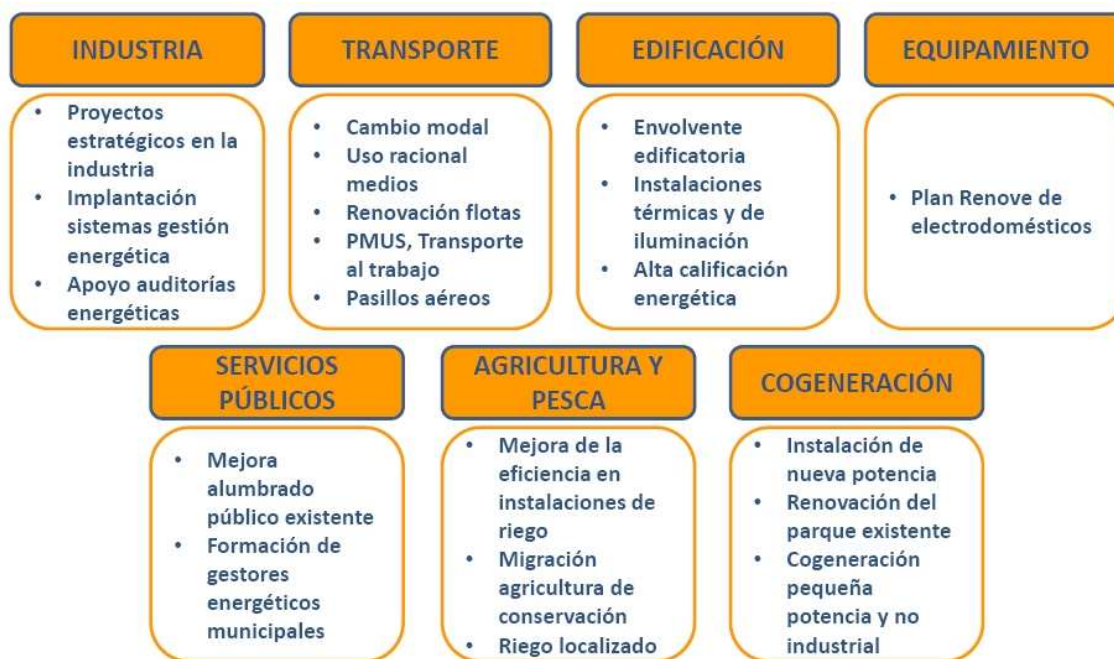 INDUSTRIA
• Proyectos
estratégicos en la
industria
• Implantación
sistemas gestión
energética
• Apoyo auditorías
energéticas
TRANSPORTE
• Cambio modal
• Uso racional
medios
• Renovación flotas
• PMUS, Transporte
al trabajo
• Pasillos aéreos
EDIFICACIÓN
• Envolvente
edificatoria
• Instalaciones
térmicas y de
iluminación
• Alta calificación
energética
EQUIPAMIENTO
• Plan Renove de
electrodomésticos
SERVICIOS
PÚBLICOS
• Mejora
alumbrado
público existente
• Formación de
gestores
energéticos
municipales
AGRICULTURA Y
PESCA
• Mejora de la
eficiencia en
instalaciones de
riego
• Migración
agricultura de
conservación
• Riego localizado
COGENERACIÓN
• Instalación de
nueva potencia
• Renovación del
parque existente
• Cogeneración
pequeña
potencia y no
industrial